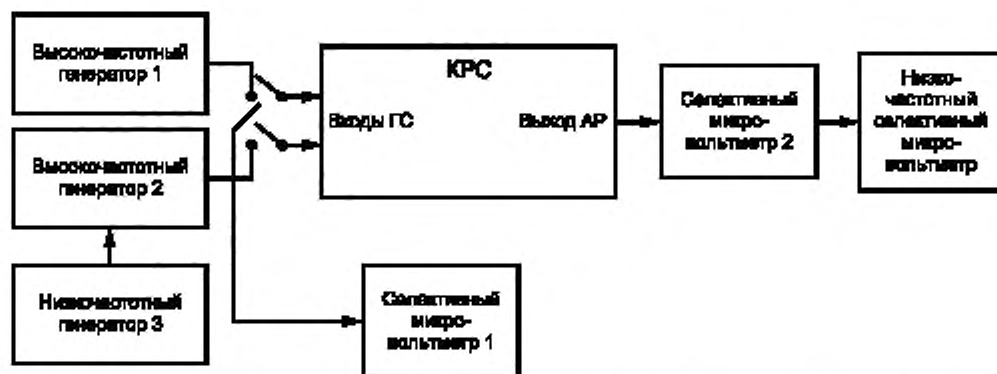 Высокочастотный
генератор 1
Высокочастотный
генератор 2
Низкочастотный
генератор 3
КРС
Входы ГС
Выход АР
Селективный
микро-
вольтметр 1
Селективный
микро-
вольтметр 2
Низко-
частотный
селективный
микро-
вольтметр